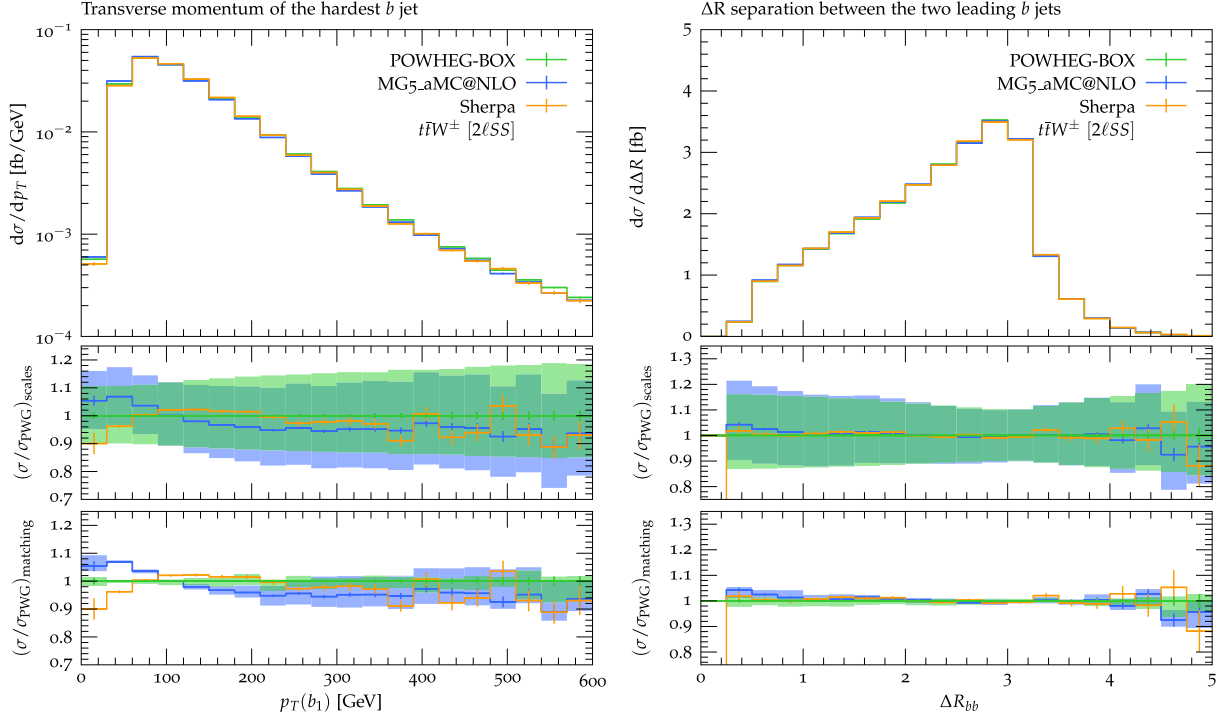 Transverse momentum of the hardest b jet
10⁻¹
10⁻²
10⁻³
10⁻⁴
dσ/dp_T [fb/GeV]
POWHEG-BOX
MG5_aMC@NLO
Sherpa
tt̄W± [2ℓSS]
1.2
1.1
1
0.9
0.8
0.7
(σ/σ_PWG)_scales
1.2
1.1
1
0.9
0.8
0.7
(σ/σ_PWG)_matching
0 100 200 300 400 500 600
p_T(b₁) [GeV]
ΔR separation between the two leading b jets
5
4
3
2
1
0
dσ/dΔR [fb]
POWHEG-BOX
MG5_aMC@NLO
Sherpa
tt̄W± [2ℓSS]
1.3
1.2
1.1
1.0
0.9
0.8
(σ/σ_PWG)_scales
1.3
1.2
1.1
1.0
0.9
0.8
(σ/σ_PWG)_matching
0 1 2 3 4 5
ΔR_bb